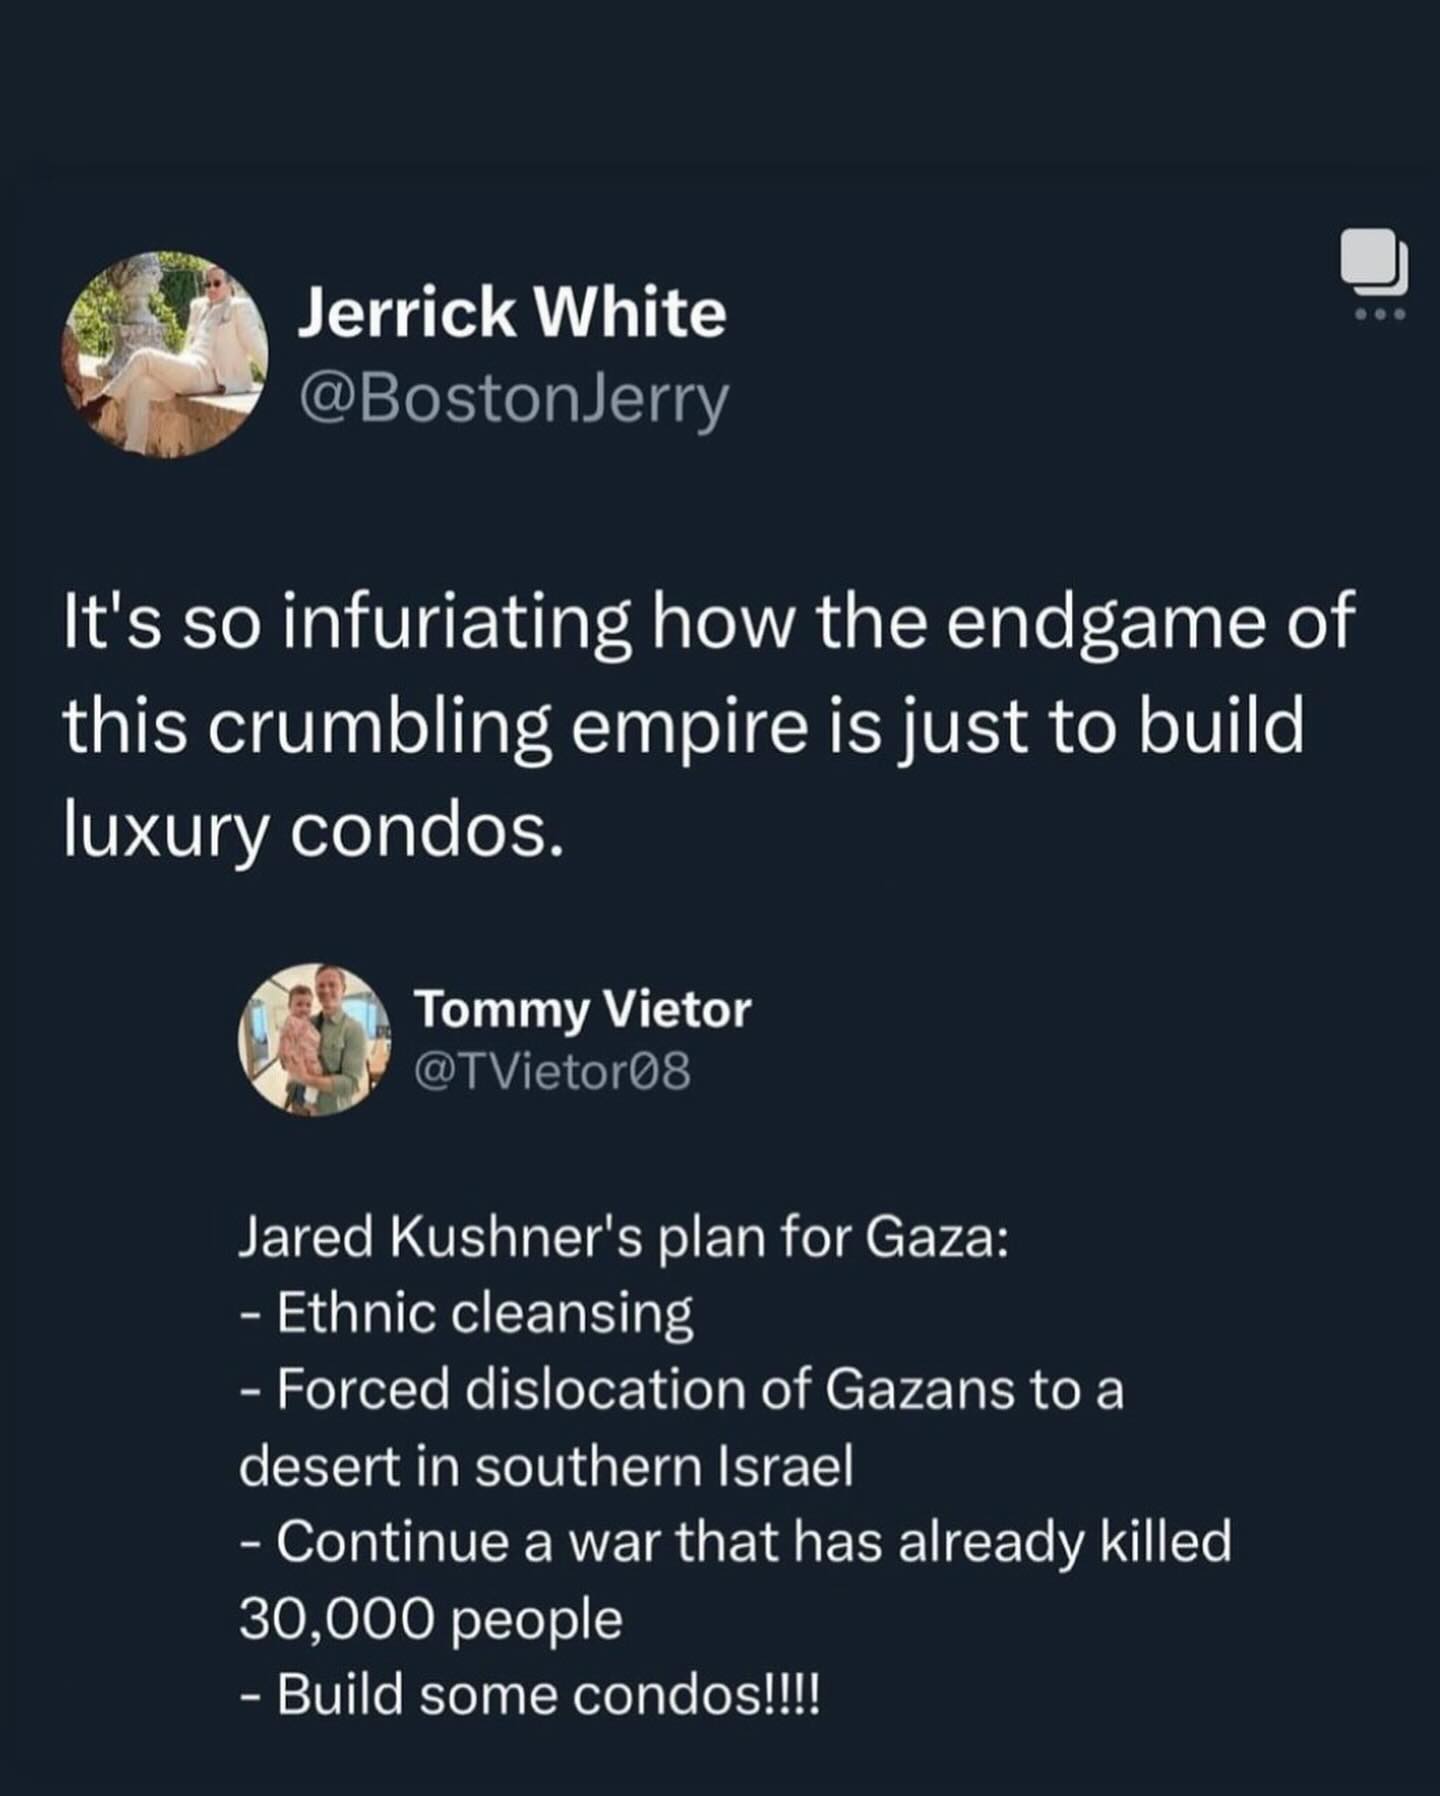 Jerrick White
@BostonJerry
It's so infuriating how the endgame of
this crumbling empire is just to build
luxury condos.
Tommy Vietor
@TVietor08
Jared Kushner's plan for Gaza:
- Ethnic cleansing
- Forced dislocation of Gazans to a
desert in southern Israel
- Continue a war that has already killed
30,000 people
- Build some condos!!!!